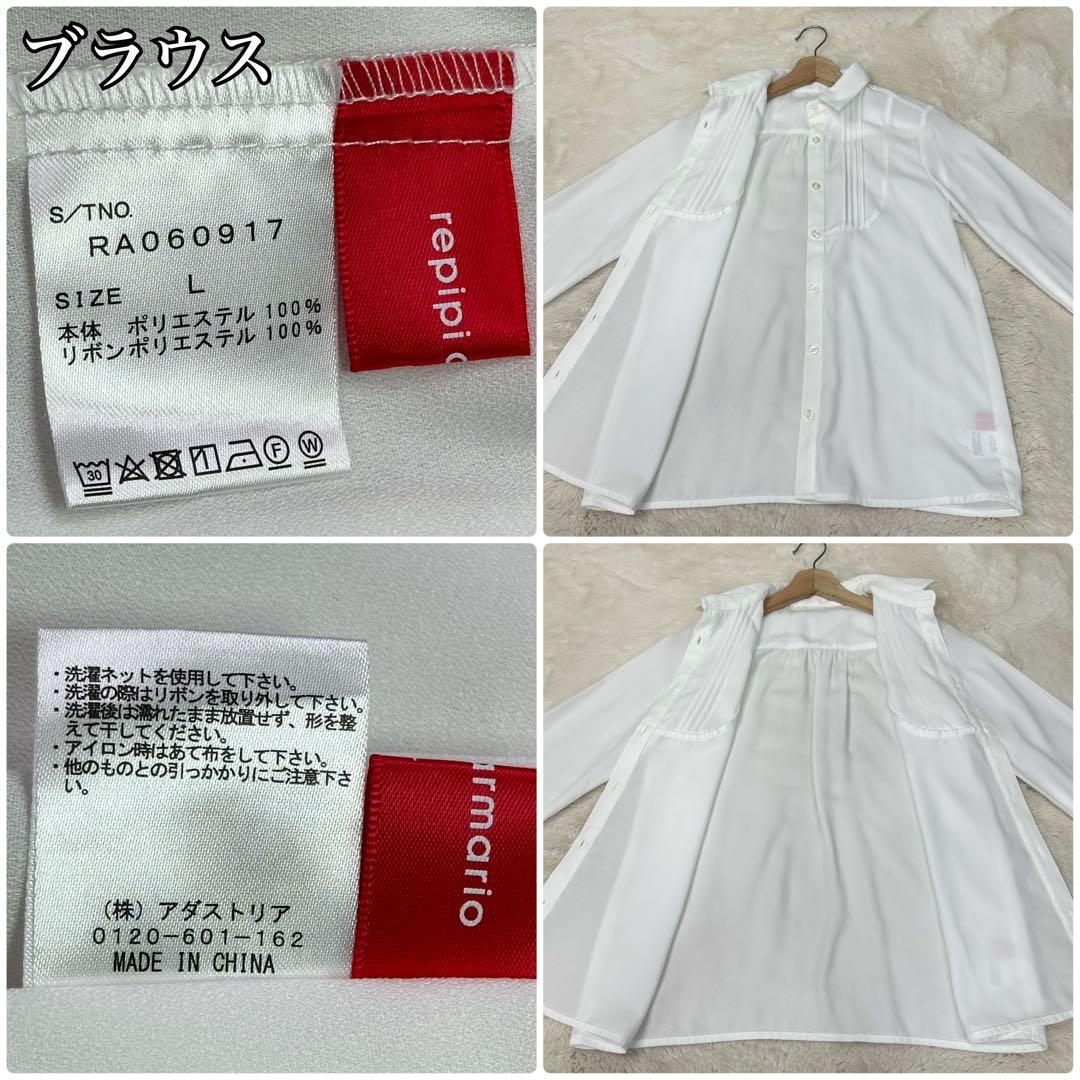 ブラウス
S/TNO.
RA060917
SIZE L
本体 ポリエステル 100%
リボンポリエステル 100%
30
F
W
repipi
・洗濯ネットを使用して下さい。
・洗濯の際はリボンを取り外して下さい。
・洗濯後は濡れたまま放置せず、形を整
えて干してください。
・アイロン時はあて布をして下さい。
・他のものとの引っかかりにご注意下さ
い。
(株) アダストリア
0120-601-162
MADE IN CHINA
armario